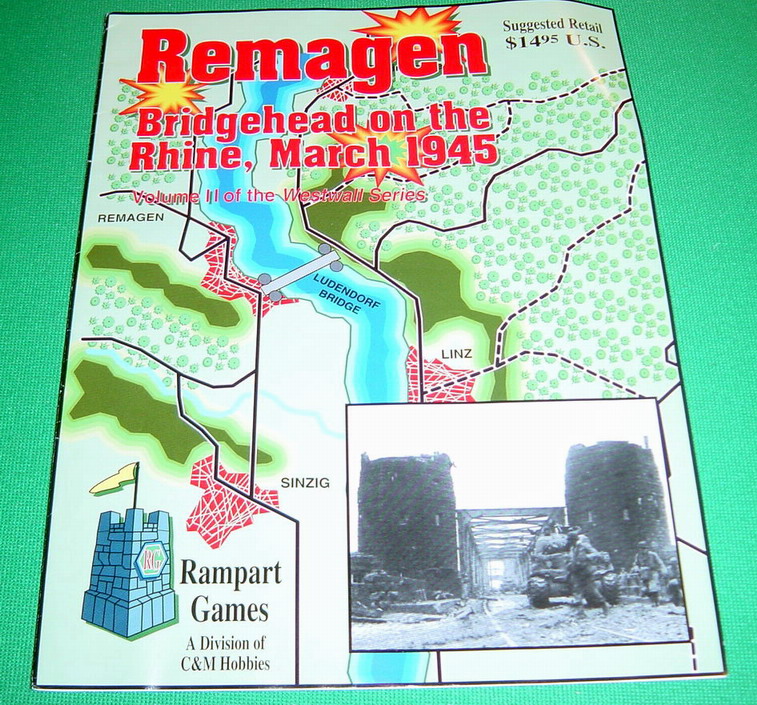 Remagen
Suggested Retail
$14.95 U.S.
Bridgehead on the
Rhine, March 1945
Volume II of the Westwall Series
REMAGEN
LUDENDORF
BRIDGE
LINZ
SINZIG
RG
Rampart
Games
A Division of
C&M Hobbies